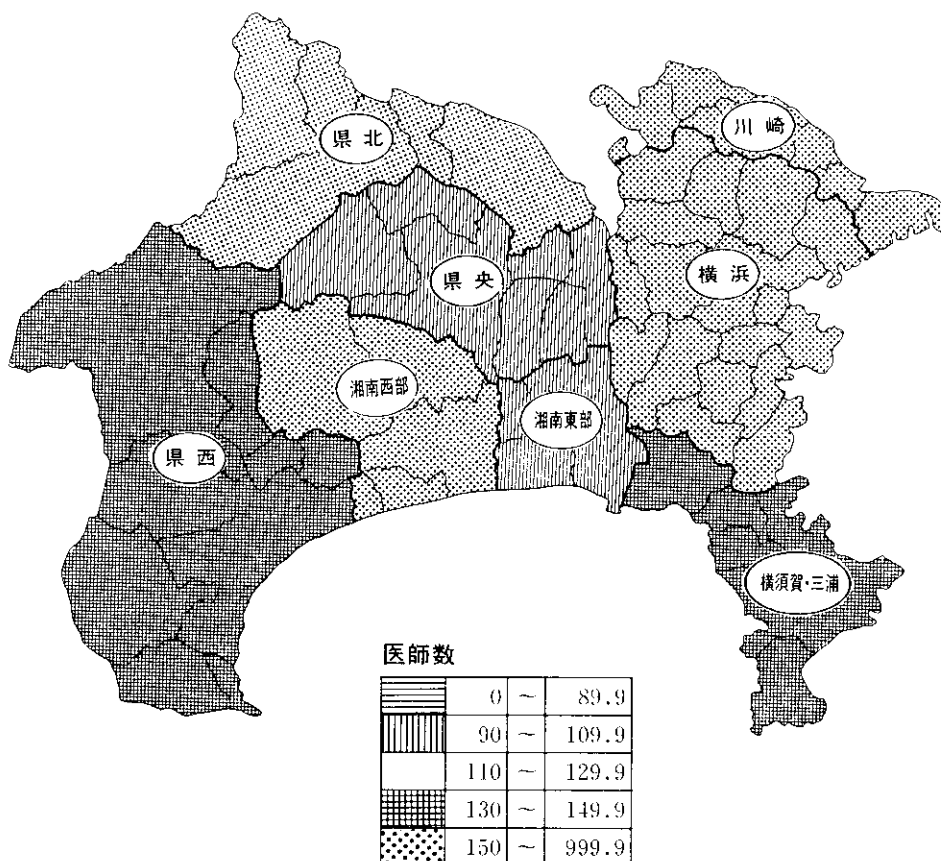 県北
川崎
横浜
県央
湘南西部
湘南東部
県西
横須賀・三浦
医師数
0 ~ 89.9
90 ~ 109.9
110 ~ 129.9
130 ~ 149.9
150 ~ 999.9